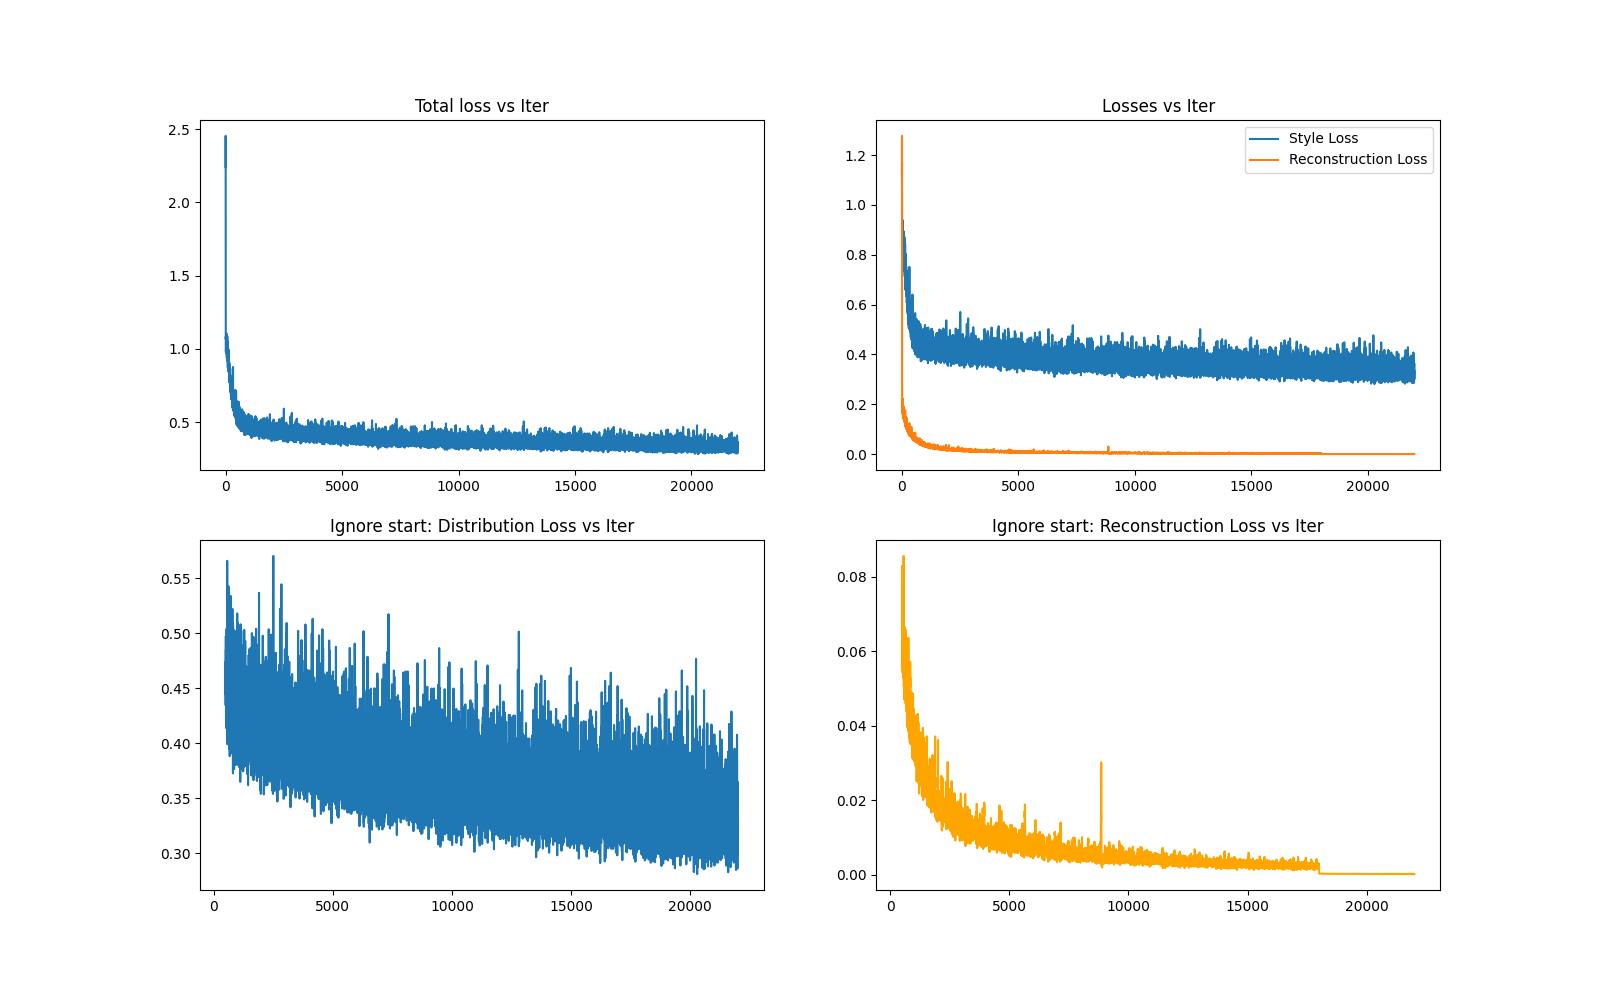 Total loss vs Iter
2.5
2.0
1.5
1.0
0.5
0 5000 10000 15000 20000
Losses vs Iter
Style Loss
Reconstruction Loss
1.2
1.0
0.8
0.6
0.4
0.2
0.0
0 5000 10000 15000 20000
Ignore start: Distribution Loss vs Iter
0.55
0.50
0.45
0.40
0.35
0.30
0 5000 10000 15000 20000
Ignore start: Reconstruction Loss vs Iter
0.08
0.06
0.04
0.02
0.00
0 5000 10000 15000 20000